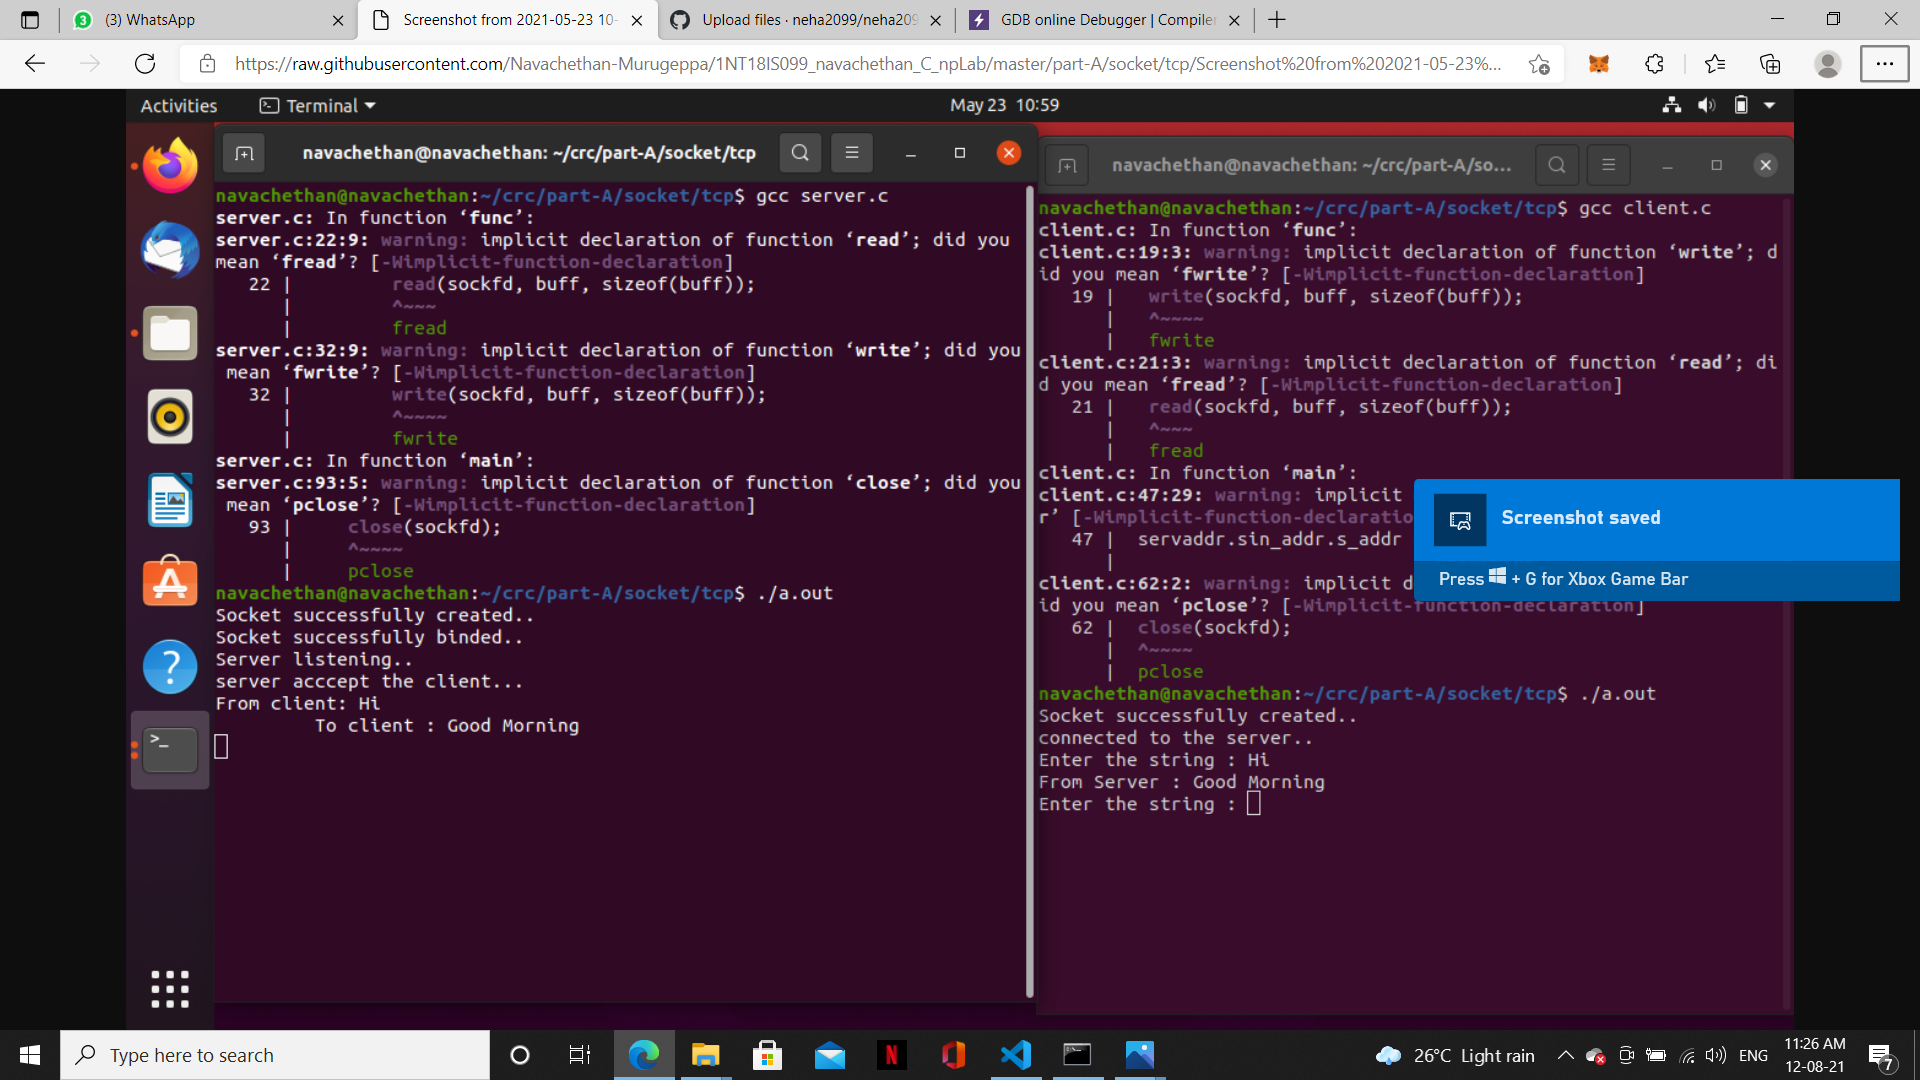 (3) WhatsApp
Screenshot from 2021-05-23 10-
Upload files · neha2099/neha209
GDB online Debugger | Compiler
https://raw.githubusercontent.com/Navachethan-Murugeppa/1NT18IS099_navachethan_C_npLab/master/part-A/socket/tcp/Screenshot%20from%202021-05-23%...
Activities
Terminal
May 23 10:59
navachethan@navachethan: ~/crc/part-A/socket/tcp
navachethan@navachethan:~/crc/part-A/socket/tcp$ gcc server.c
server.c: In function ‘func’:
server.c:22:9: warning: implicit declaration of function ‘read’; did you
mean ‘fread’? [-Wimplicit-function-declaration]
22 | read(sockfd, buff, sizeof(buff));
| ^~~~
| fread
server.c:32:9: warning: implicit declaration of function ‘write’; did you
mean ‘fwrite’? [-Wimplicit-function-declaration]
32 | write(sockfd, buff, sizeof(buff));
| ^~~~~
| fwrite
server.c: In function ‘main’:
server.c:93:5: warning: implicit declaration of function ‘close’; did you
mean ‘pclose’? [-Wimplicit-function-declaration]
93 | close(sockfd);
| ^~~~~
| pclose
navachethan@navachethan:~/crc/part-A/socket/tcp$ ./a.out
Socket successfully created..
Socket successfully binded..
Server listening..
server acccept the client...
From client: Hi
To client : Good Morning
navachethan@navachethan: ~/crc/part-A/so...
navachethan@navachethan:~/crc/part-A/socket/tcp$ gcc client.c
client.c: In function ‘func’:
client.c:19:3: warning: implicit declaration of function ‘write’; d
id you mean ‘fwrite’? [-Wimplicit-function-declaration]
19 | write(sockfd, buff, sizeof(buff));
| ^~~~~
| fwrite
client.c:21:3: warning: implicit declaration of function ‘read’; di
d you mean ‘fread’? [-Wimplicit-function-declaration]
21 | read(sockfd, buff, sizeof(buff));
| ^~~~
| fread
client.c: In function ‘main’:
client.c:47:29: warning: implicit
r’ [-Wimplicit-function-declaratio
47 | servaddr.sin_addr.s_addr
|
client.c:62:2: warning: implicit d
id you mean ‘pclose’? [-Wimplicit-function-declaration]
62 | close(sockfd);
| ^~~~~
| pclose
navachethan@navachethan:~/crc/part-A/socket/tcp$ ./a.out
Socket successfully created..
connected to the server..
Enter the string : Hi
From Server : Good Morning
Enter the string :
Screenshot saved
Press + G for Xbox Game Bar
Type here to search
26°C Light rain
ENG
11:26 AM
12-08-21
7